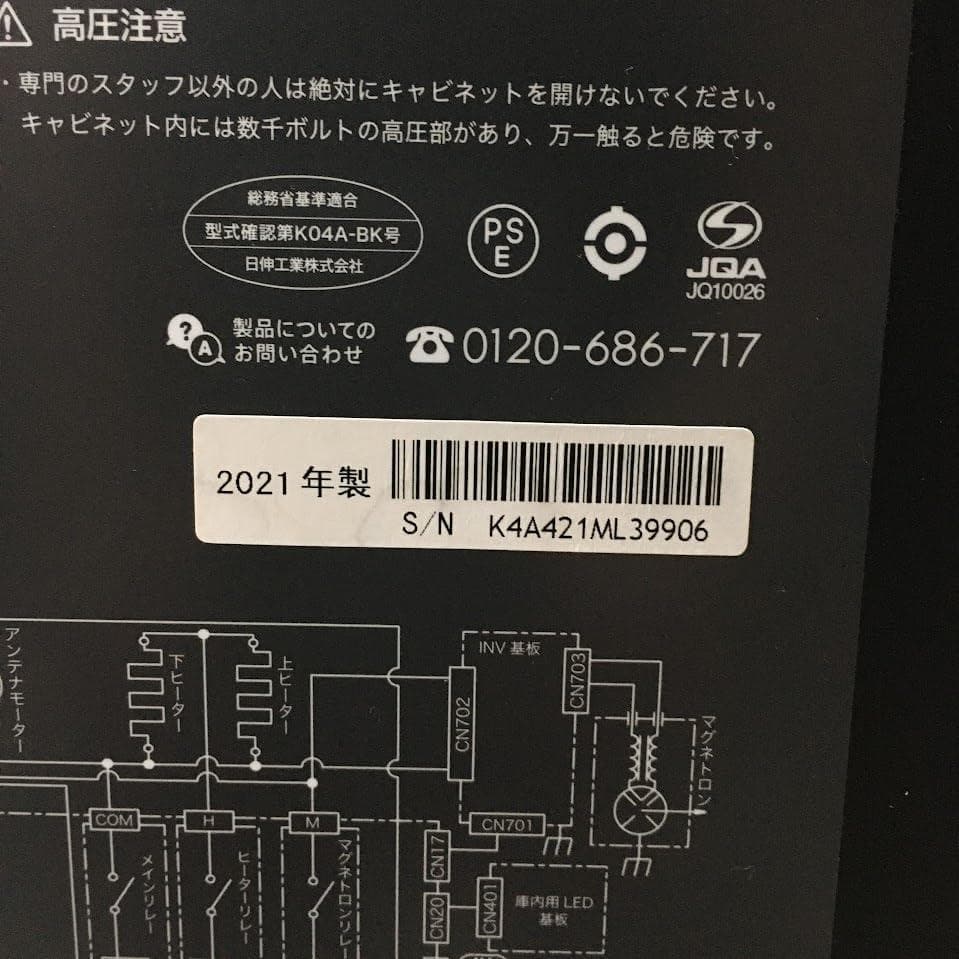 高圧注意
・専門のスタッフ以外の人は絶対にキャビネットを開けないでください。
キャビネット内には数千ボルトの高圧部があり、万一触ると危険です。
総務省基準適合
型式確認第K04A-BK号
日伸工業株式会社
PS
E
JQA
JQ10026
?
A
製品についての
お問い合わせ
0120-686-717
2021年製
S/N K4A421ML39906
アンテナモーター
下ヒーター
上ヒーター
INV 基板
CN702
CN703
マグネトロン
CN701
COM
H
M
メインリレー
ヒーターリレー
マグネトロンリレー
CN17
CN20
CN401
庫内用 LED
基板